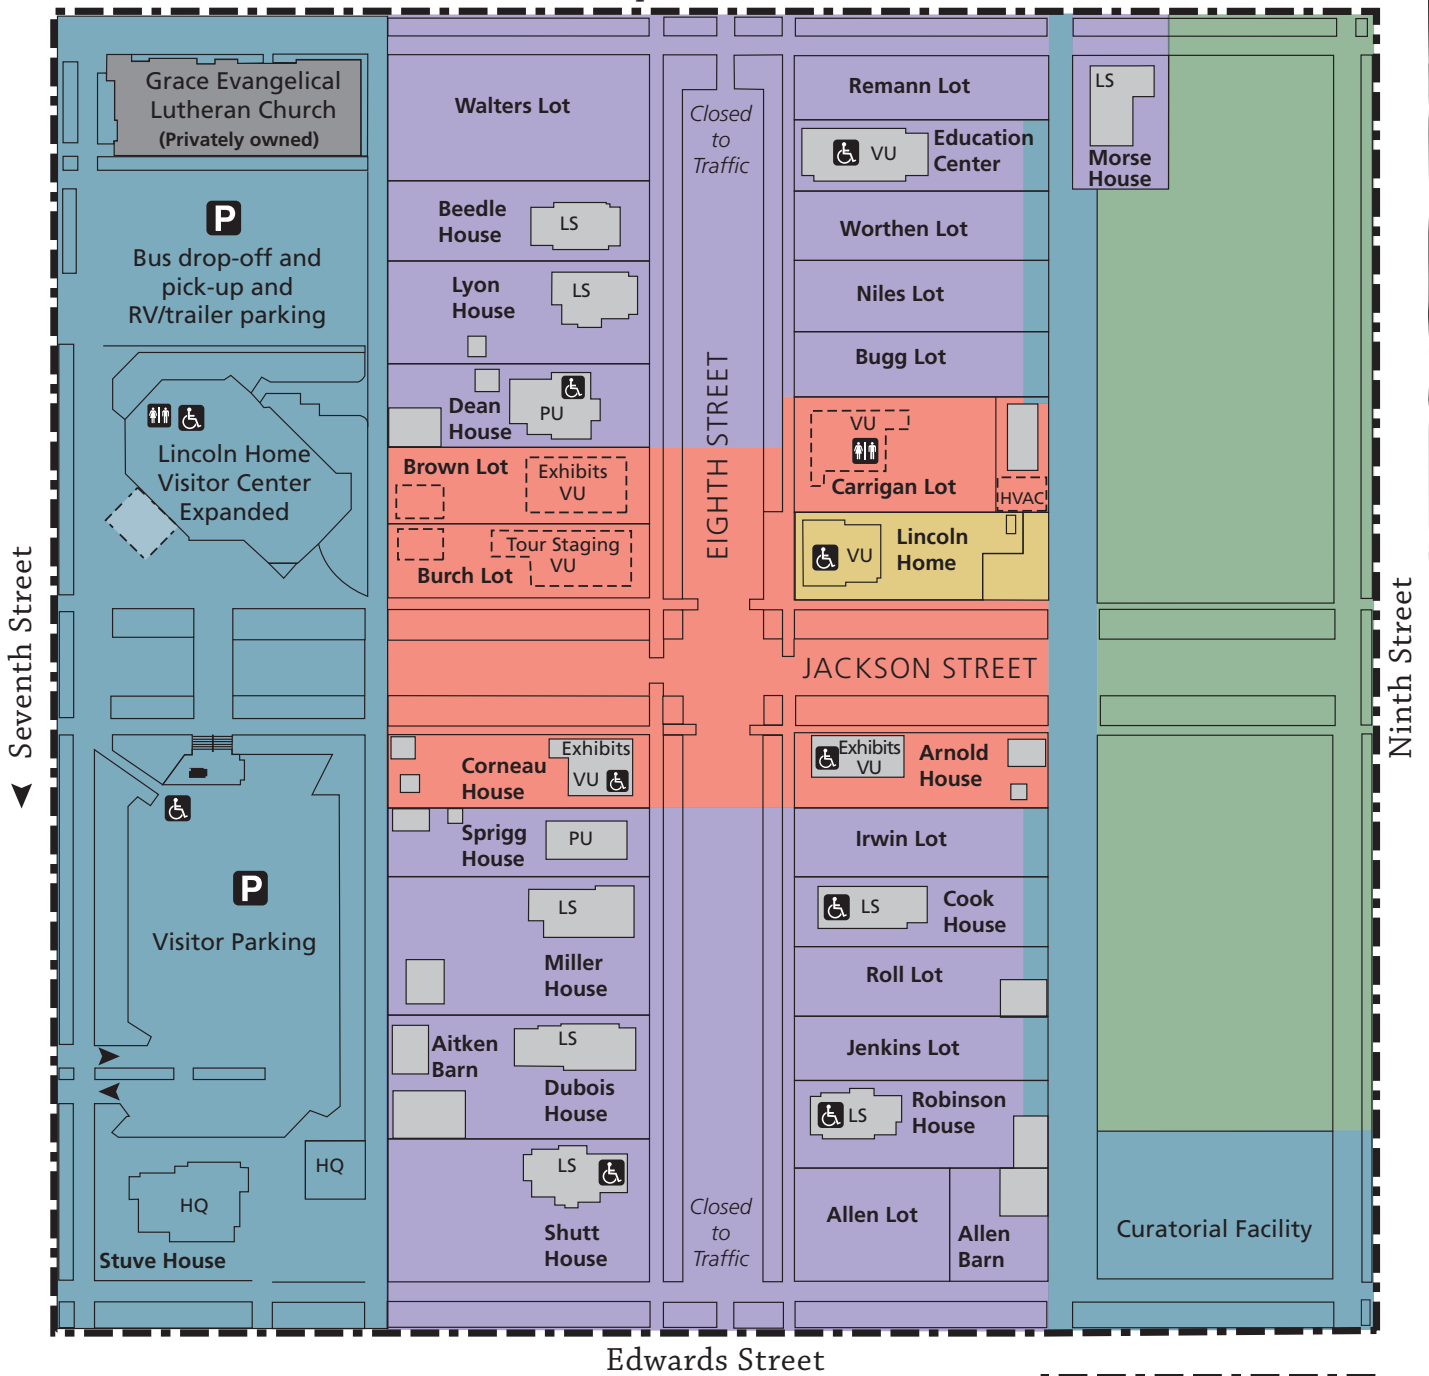 Grace Evangelical
Lutheran Church
(Privately owned)
P
Bus drop-off and
pick-up and
RV/trailer parking
Lincoln Home
Visitor Center
Expanded
Seventh Street
P
Visitor Parking
HQ
HQ
Stuve House
Walters Lot
Beedle
House
LS
Lyon
House
LS
Dean
House
PU
Brown Lot
Exhibits
VU
Burch Lot
Tour Staging
VU
Corneau
House
Exhibits
VU
Sprigg
House
PU
LS
Miller
House
Aitken
Barn
LS
Dubois
House
LS
Shutt
House
Closed
to
Traffic
EIGHTH STREET
Closed
to
Traffic
Remann Lot
VU
Education
Center
Worthen Lot
Niles Lot
Bugg Lot
VU
Carrigan Lot
HVAC
VU
Lincoln
Home
JACKSON STREET
Exhibits
VU
Arnold
House
Irwin Lot
LS
Cook
House
Roll Lot
Jenkins Lot
LS
Robinson
House
Allen Lot
Allen
Barn
LS
Morse
House
Curatorial Facility
Ninth Street
Edwards Street